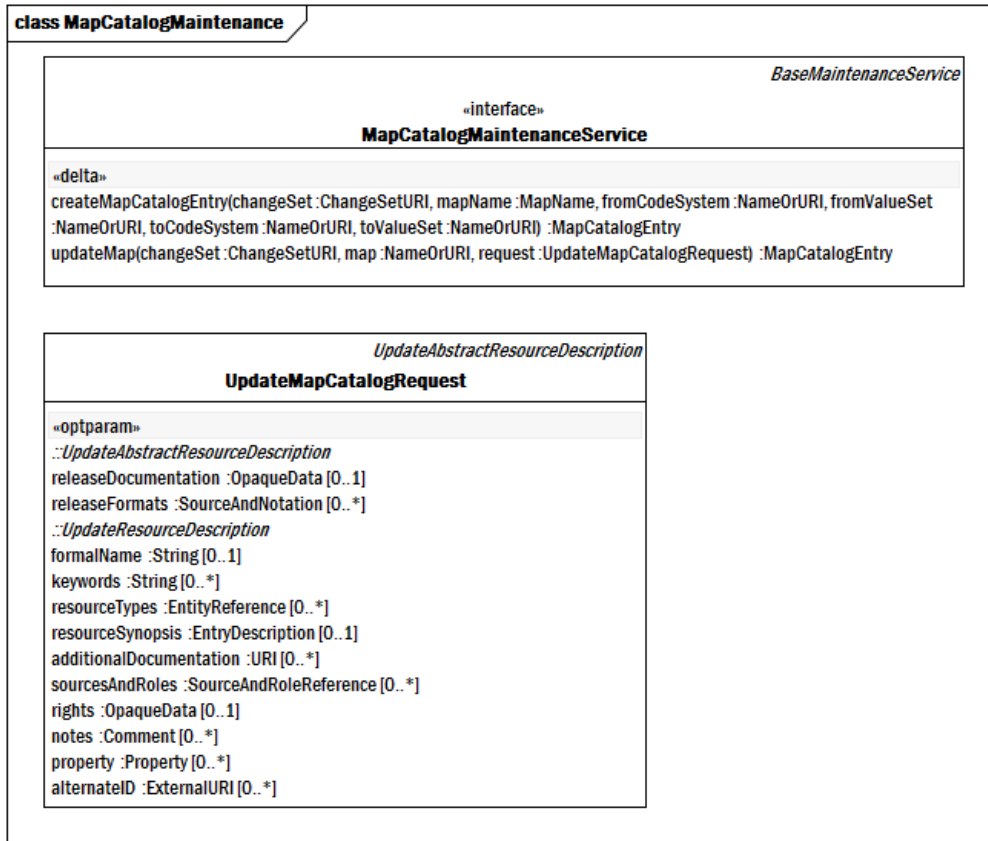 class MapCatalogMaintenance
BaseMaintenanceService
«interface»
MapCatalogMaintenanceService
«delta»
createMapCatalogEntry(changeSet :ChangeSetURI, mapName :MapName, fromCodeSystem :NameOrURI, fromValueSet
:NameOrURI, toCodeSystem :NameOrURI, toValueSet :NameOrURI) :MapCatalogEntry
updateMap(changeSet :ChangeSetURI, map :NameOrURI, request :UpdateMapCatalogRequest) :MapCatalogEntry
UpdateAbstractResourceDescription
UpdateMapCatalogRequest
«optparam»
::UpdateAbstractResourceDescription
releaseDocumentation :OpaqueData [0..1]
releaseFormats :SourceAndNotation [0..*]
::UpdateResourceDescription
formalName :String [0..1]
keywords :String [0..*]
resourceTypes :EntityReference [0..*]
resourceSynopsis :EntryDescription [0..1]
additionalDocumentation :URI [0..*]
sourcesAndRoles :SourceAndRoleReference [0..*]
rights :OpaqueData [0..1]
notes :Comment [0..*]
property :Property [0..*]
alternateID :ExternalURI [0..*]